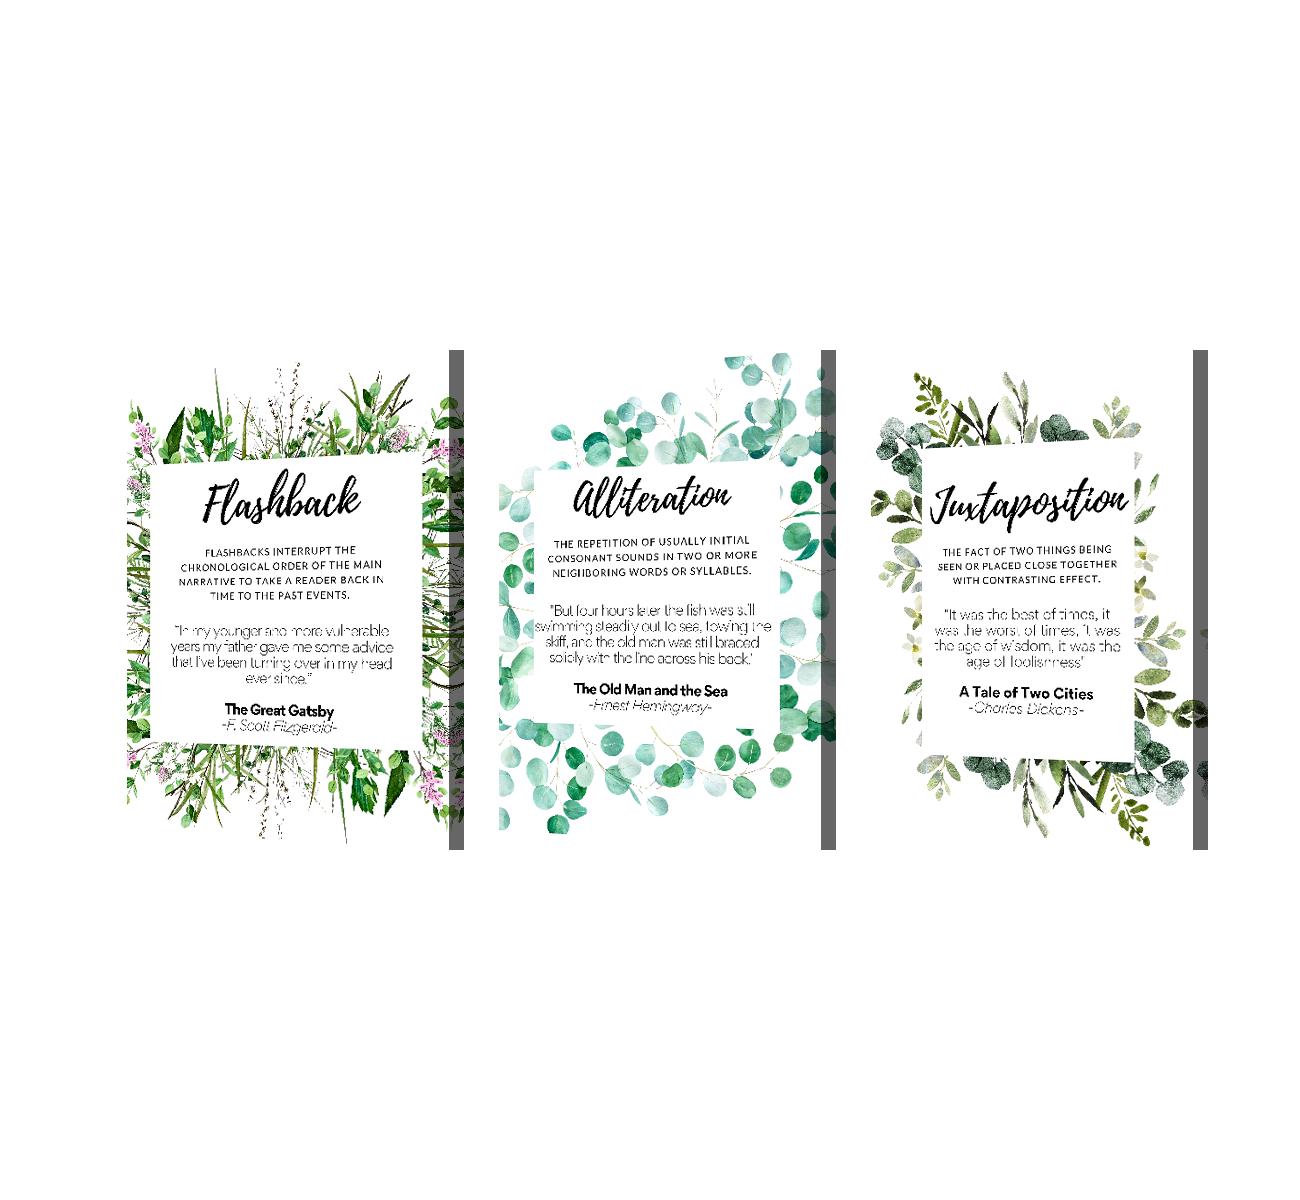 Flashback
FLASHBACKS INTERRUPT THE
CHRONOLOGICAL ORDER OF THE MAIN
NARRATIVE TO TAKE A READER BACK IN
TIME TO THE PAST EVENTS.
"In my younger and more vulnerable
years my father gave me some advice
that I've been turning over in my head
ever since."
The Great Gatsby
-F. Scott Fitzgerald-
Alliteration
THE REPETITION OF USUALLY INITIAL
CONSONANT SOUNDS IN TWO OR MORE
NEIGHBORING WORDS OR SYLLABLES.
"But four hours later the fish was still
swimming steadily out to sea, towing the
skiff, and the old man was still braced
solidly with the line across his back."
The Old Man and the Sea
-Ernest Hemingway-
Juxtaposition
THE FACT OF TWO THINGS BEING
SEEN OR PLACED CLOSE TOGETHER
WITH CONTRASTING EFFECT.
"It was the best of times, it
was the worst of times, it was
the age of wisdom, it was the
age of foolishness"
A Tale of Two Cities
-Charles Dickens-